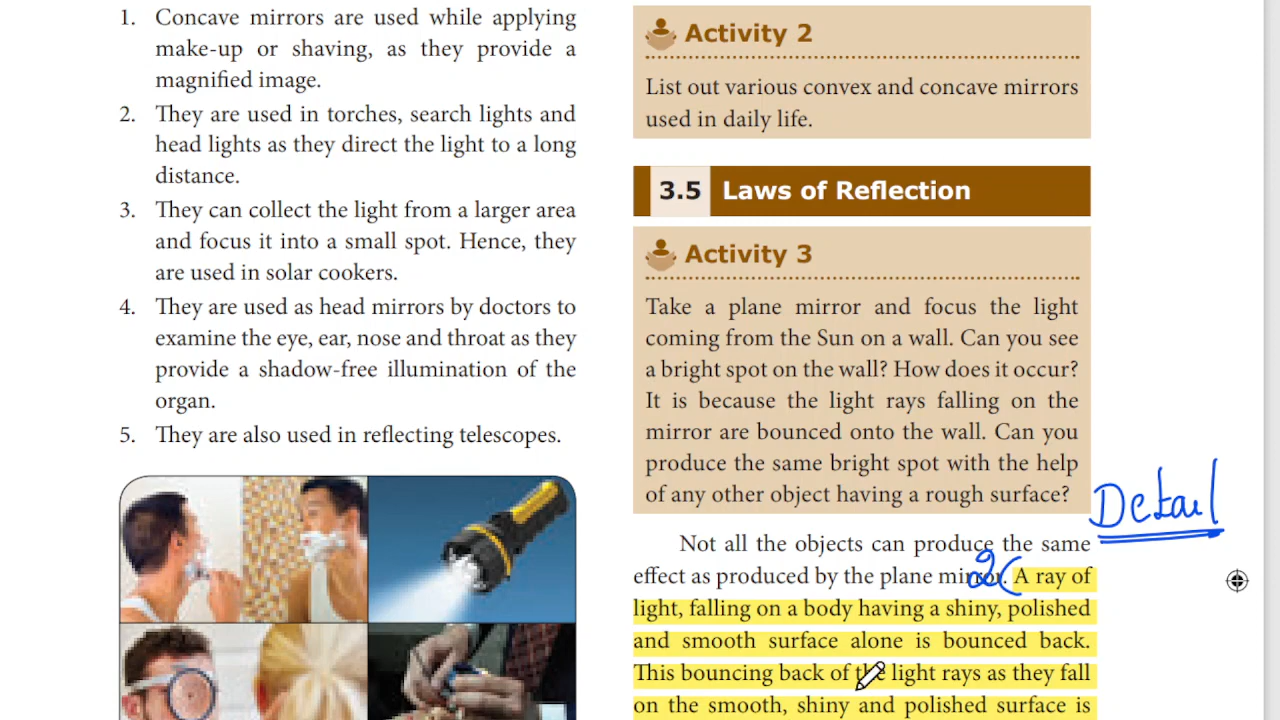 1. Concave mirrors are used while applying
make-up or shaving, as they provide a
magnified image.
2. They are used in torches, search lights and
head lights as they direct the light to a long
distance.
3. They can collect the light from a larger area
and focus it into a small spot. Hence, they
are used in solar cookers.
4. They are used as head mirrors by doctors to
examine the eye, ear, nose and throat as they
provide a shadow-free illumination of the
organ.
5. They are also used in reflecting telescopes.
Activity 2
List out various convex and concave mirrors
used in daily life.
3.5 Laws of Reflection
Activity 3
Take a plane mirror and focus the light
coming from the Sun on a wall. Can you see
a bright spot on the wall? How does it occur?
It is because the light rays falling on the
mirror are bounced onto the wall. Can you
produce the same bright spot with the help
of any other object having a rough surface?
Detail
Not all the objects can produce the same
effect as produced by the plane mirror. A ray of
light, falling on a body having a shiny, polished
and smooth surface alone is bounced back.
This bouncing back of the light rays as they fall
on the smooth, shiny and polished surface is